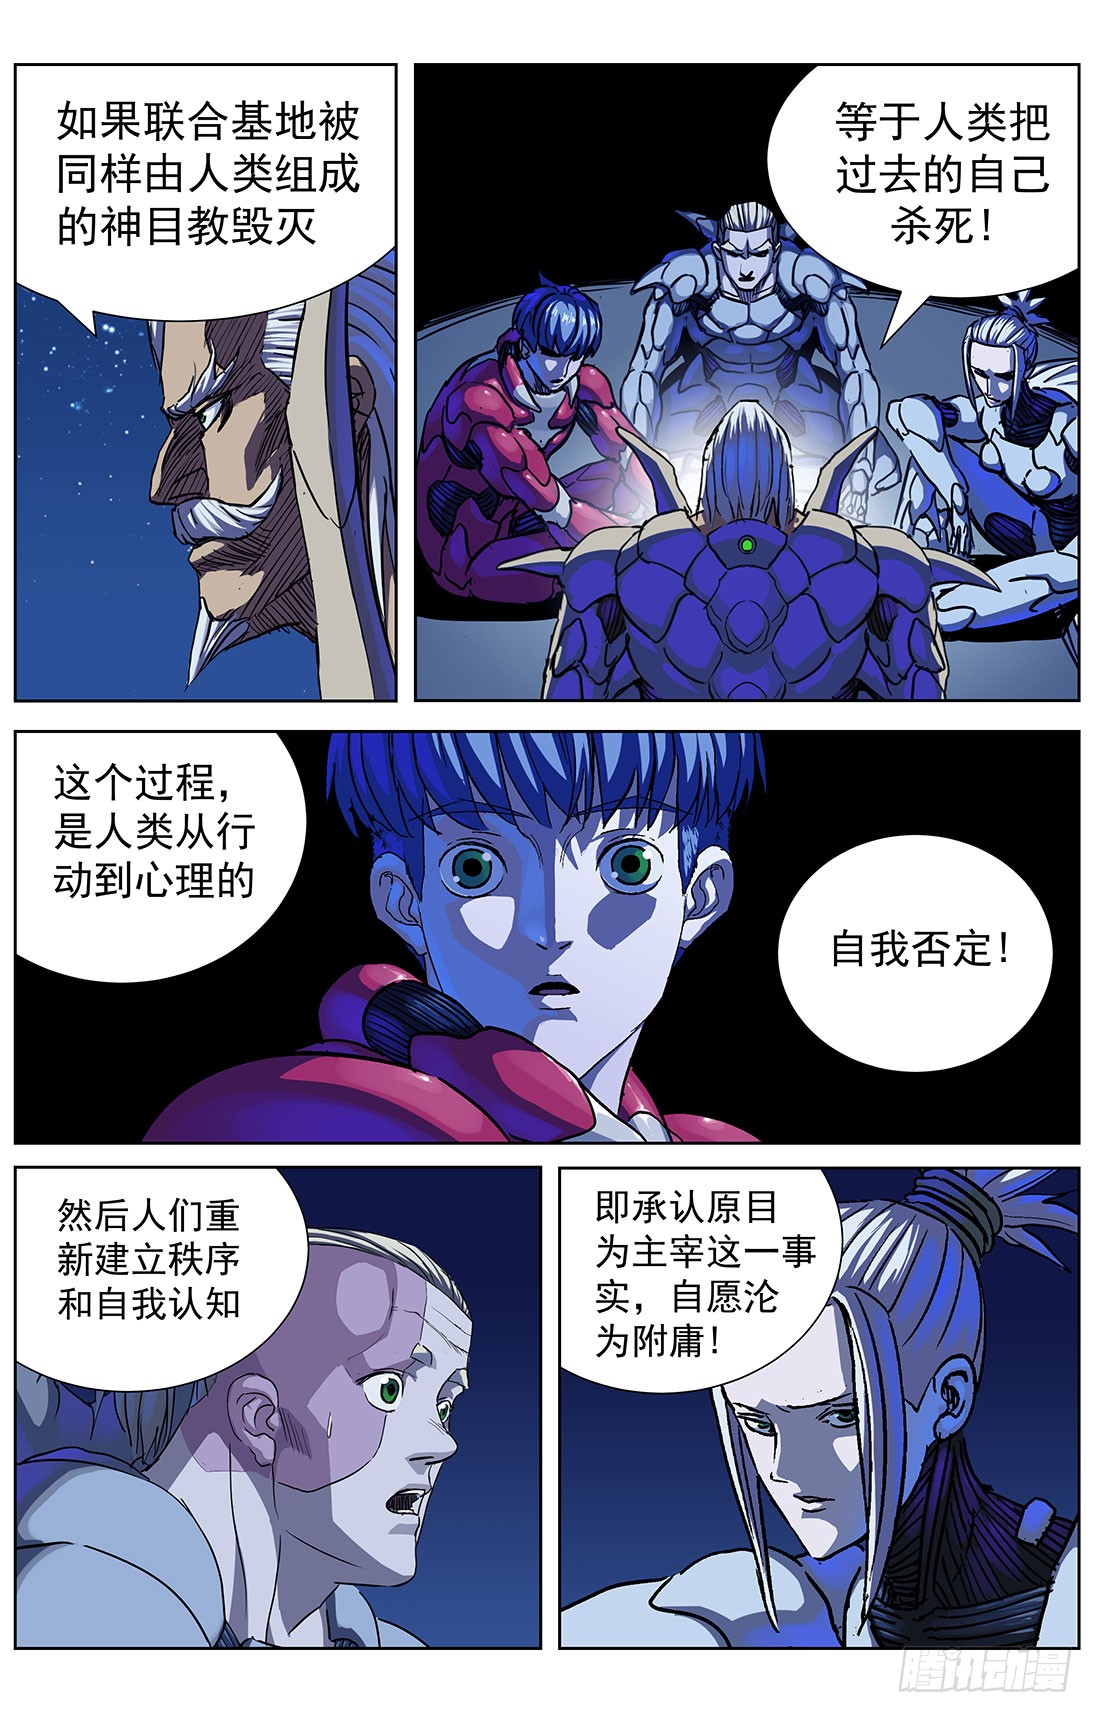 如果联合基地被
同样由人类组成
的神目教毁灭
等于人类把
过去的自己
杀死!
这个过程，
是人类从行
动到心理的
自我否定!
然后人们重
新建立秩序
和自我认知
即承认原目
为主宰这一事
实，自愿沦
为附庸!
腾讯动漫